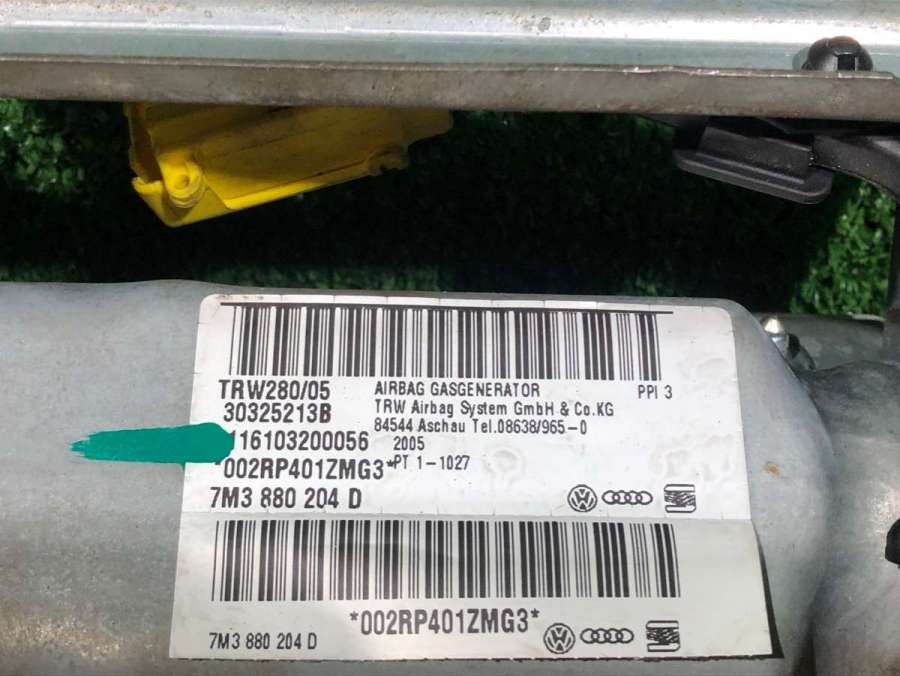 TRW280/05
30325213B
116103200056
*002RP401ZMG3*
7M3 880 204 D
AIRBAG GASGENERATOR PPI 3
TRW Airbag System GmbH & Co.KG
84544 Aschau Tel.08638/965-0
2005
PT 1-1027
*002RP401ZMG3*
7M3 880 204 D